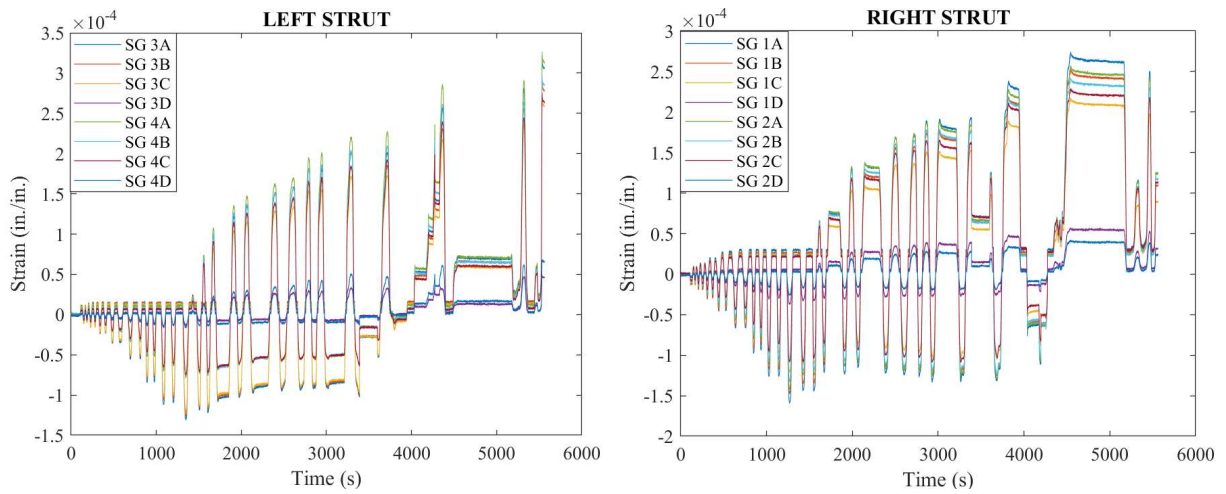 LEFT STRUT
×10⁻⁴
3.5
3
2.5
2
1.5
1
0.5
0
-0.5
-1
-1.5
Strain (in./in.)
SG 3A
SG 3B
SG 3C
SG 3D
SG 4A
SG 4B
SG 4C
SG 4D
0 1000 2000 3000 4000 5000 6000
Time (s)
RIGHT STRUT
×10⁻⁴
3
2.5
2
1.5
1
0.5
0
-0.5
-1
-1.5
-2
Strain (in./in.)
SG 1A
SG 1B
SG 1C
SG 1D
SG 2A
SG 2B
SG 2C
SG 2D
0 1000 2000 3000 4000 5000 6000
Time (s)